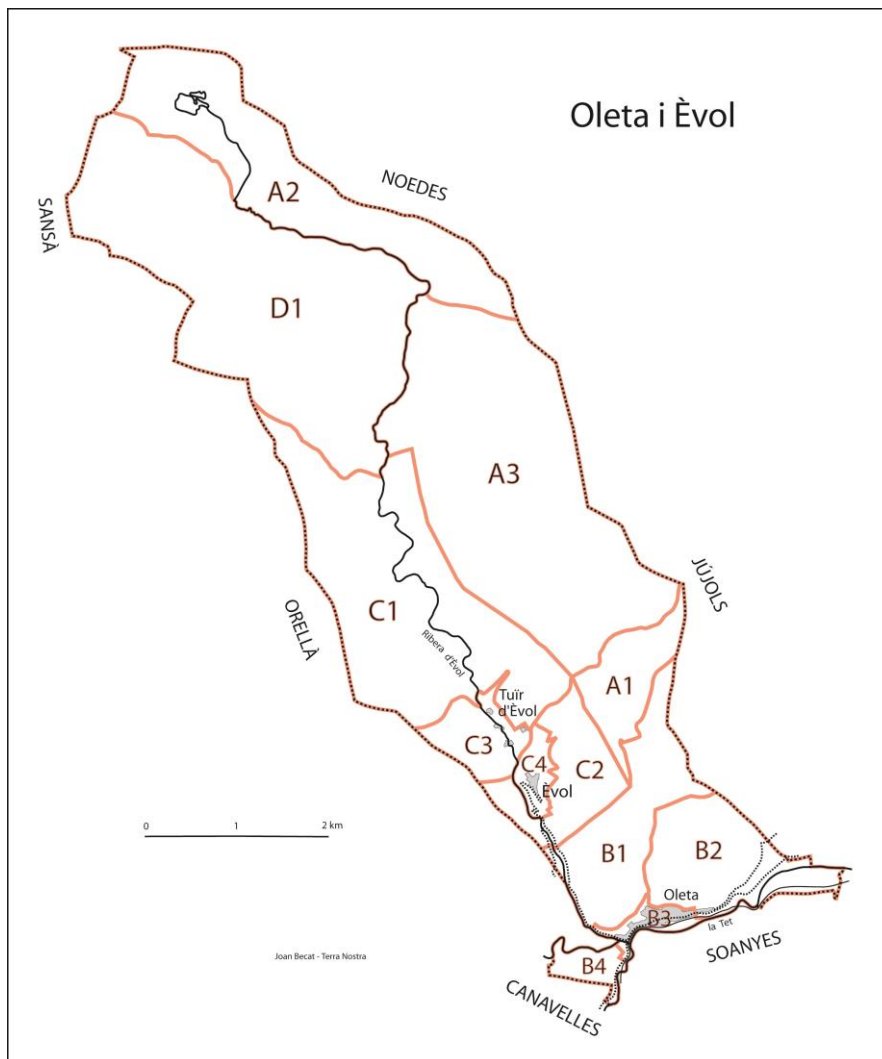 Oleta i Èvol
NOEDES
A2
SANSÀ
D1
A3
JÚJOLS
C1
ORELLÀ
Ribera d'Èvol
A1
Tuïr
d'Èvol
C3
C4
C2
Èvol
0 1 2 km
B1
B2
Oleta
B3
la Tet
SOANYES
Joan Becat - Terra Nostra
B4
CANAVELLES